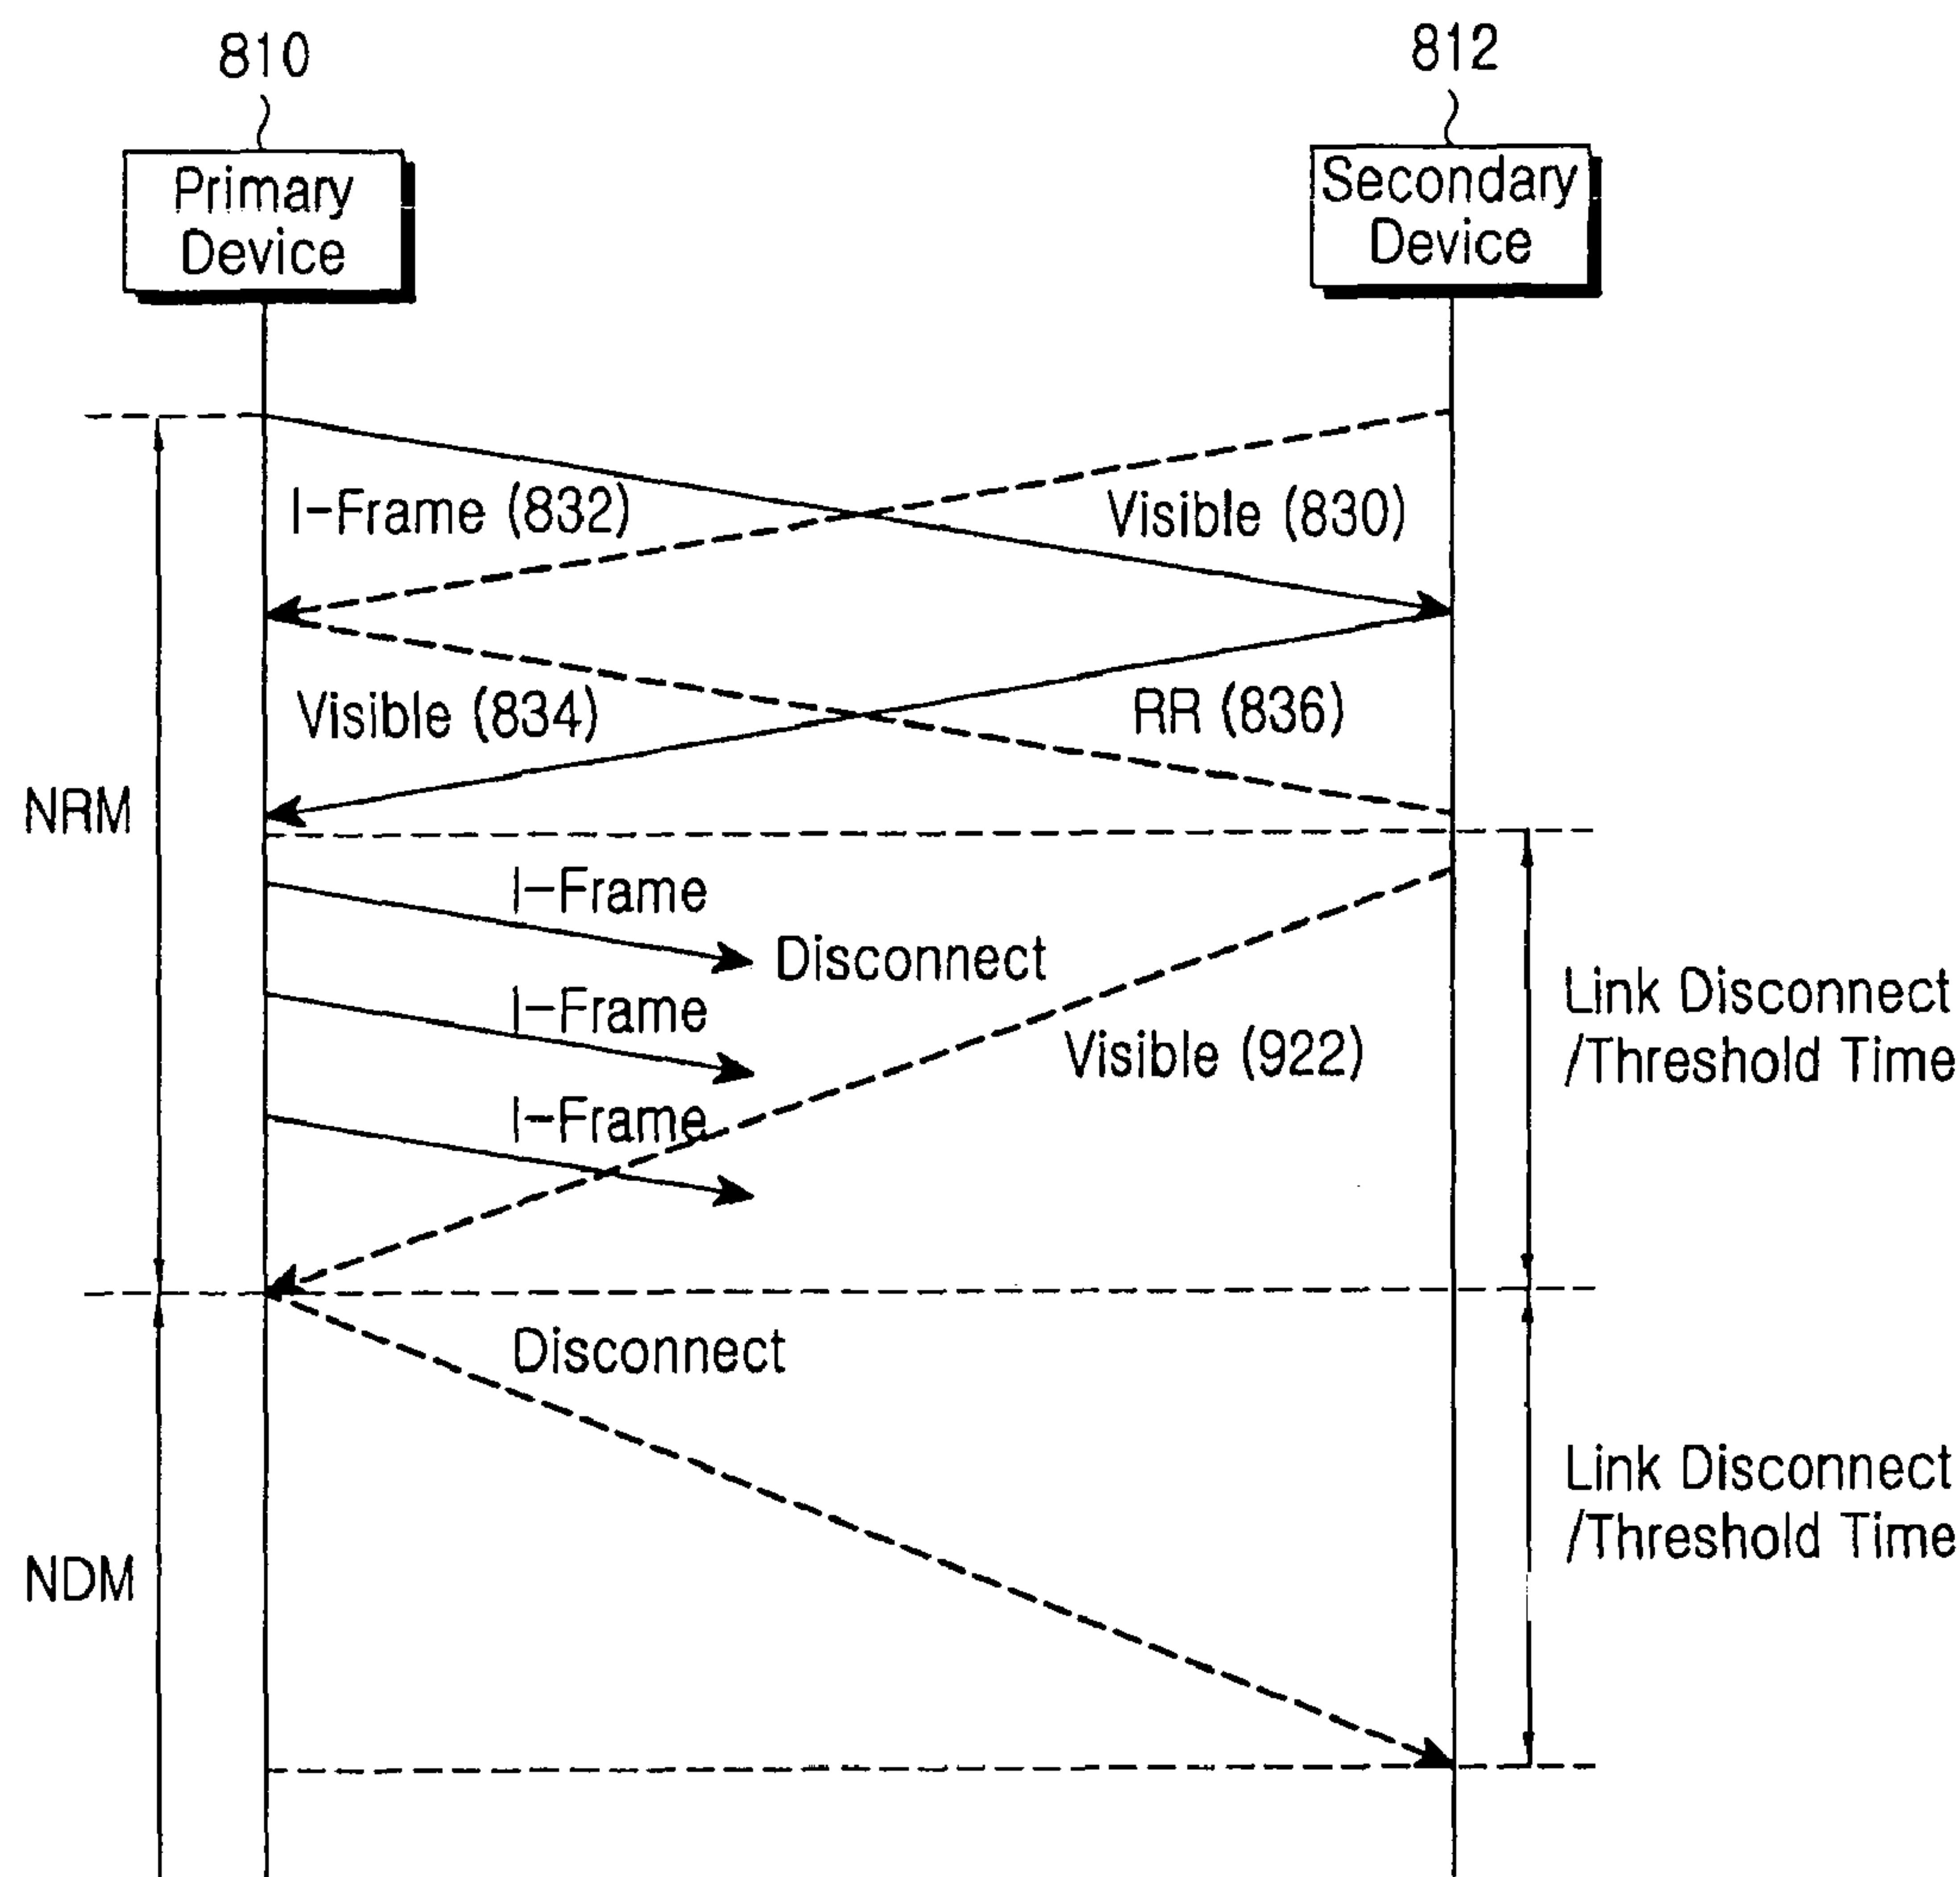 810
812
Primary
Device
Secondary
Device
I-Frame (832)
Visible (830)
Visible (834)
RR (836)
NRM
I-Frame
Disconnect
I-Frame
Visible (922)
I-Frame
Link Disconnect
/Threshold Time
Disconnect
Link Disconnect
/Threshold Time
NDM